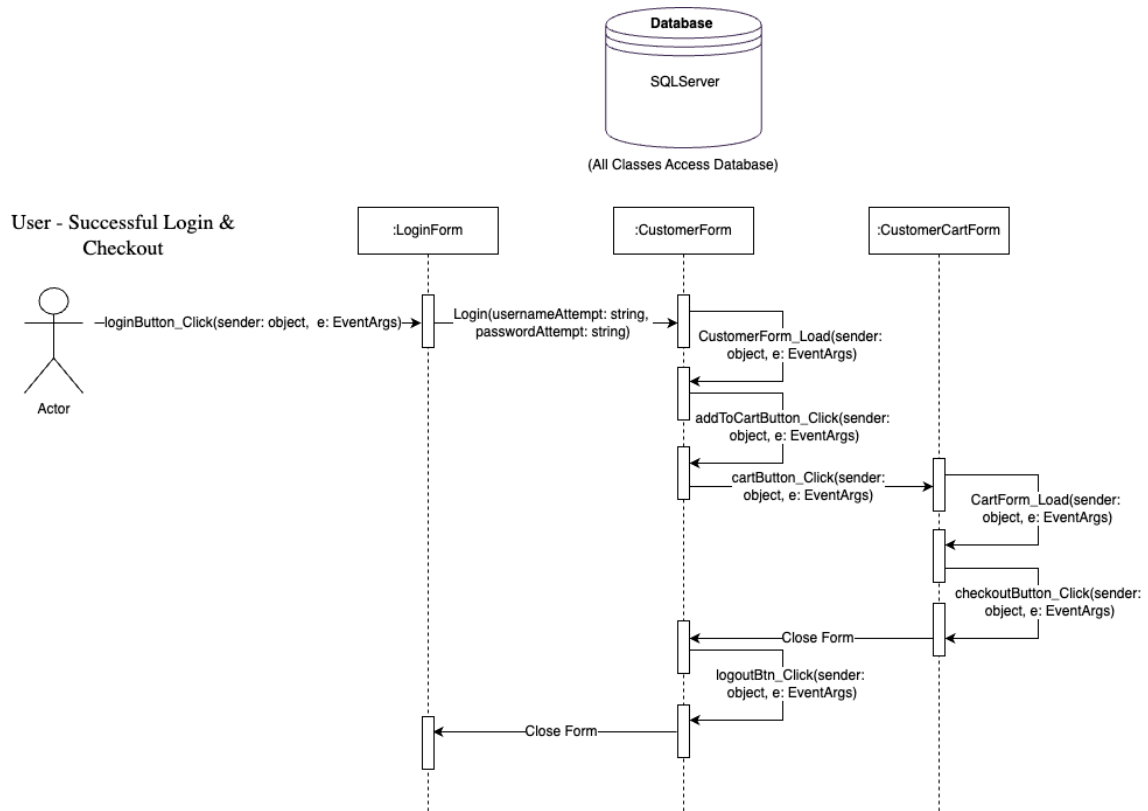 Database
SQLServer
(All Classes Access Database)
User - Successful Login &
Checkout
:LoginForm
:CustomerForm
:CustomerCartForm
Actor
loginButton_Click(sender: object, e: EventArgs)
Login(usernameAttempt: string,
passwordAttempt: string)
CustomerForm_Load(sender:
object, e: EventArgs)
addToCartButton_Click(sender:
object, e: EventArgs)
cartButton_Click(sender:
object, e: EventArgs)
CartForm_Load(sender:
object, e: EventArgs)
checkoutButton_Click(sender:
object, e: EventArgs)
Close Form
logoutBtn_Click(sender:
object, e: EventArgs)
Close Form